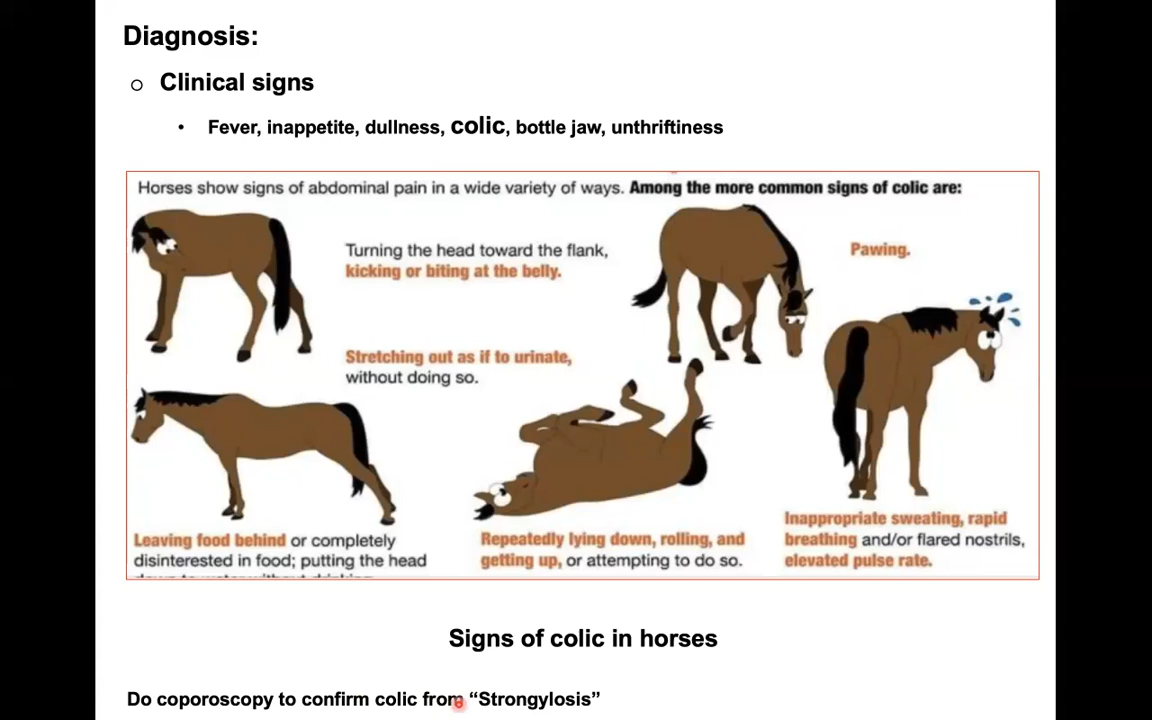 Diagnosis:
Clinical signs
Fever, inappetite, dullness, colic, bottle jaw, unthriftiness
Horses show signs of abdominal pain in a wide variety of ways. Among the more common signs of colic are:
Turning the head toward the flank,
kicking or biting at the belly.
Pawing.
Stretching out as if to urinate,
without doing so.
Leaving food behind or completely
disinterested in food; putting the head
Repeatedly lying down, rolling, and
getting up, or attempting to do so.
Inappropriate sweating, rapid
breathing and/or flared nostrils,
elevated pulse rate.
Signs of colic in horses
Do coporoscopy to confirm colic from “Strongylosis”